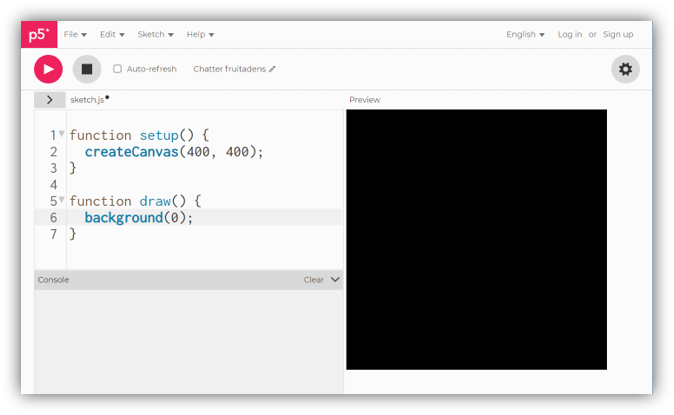 p5* File Edit Sketch Help English Log in or Sign up
Auto-refresh Chatter fruitadens
sketch.js Preview
1 function setup() {
2 createCanvas(400, 400);
3 }
4
5 function draw() {
6 background(0);
7 }
Console Clear